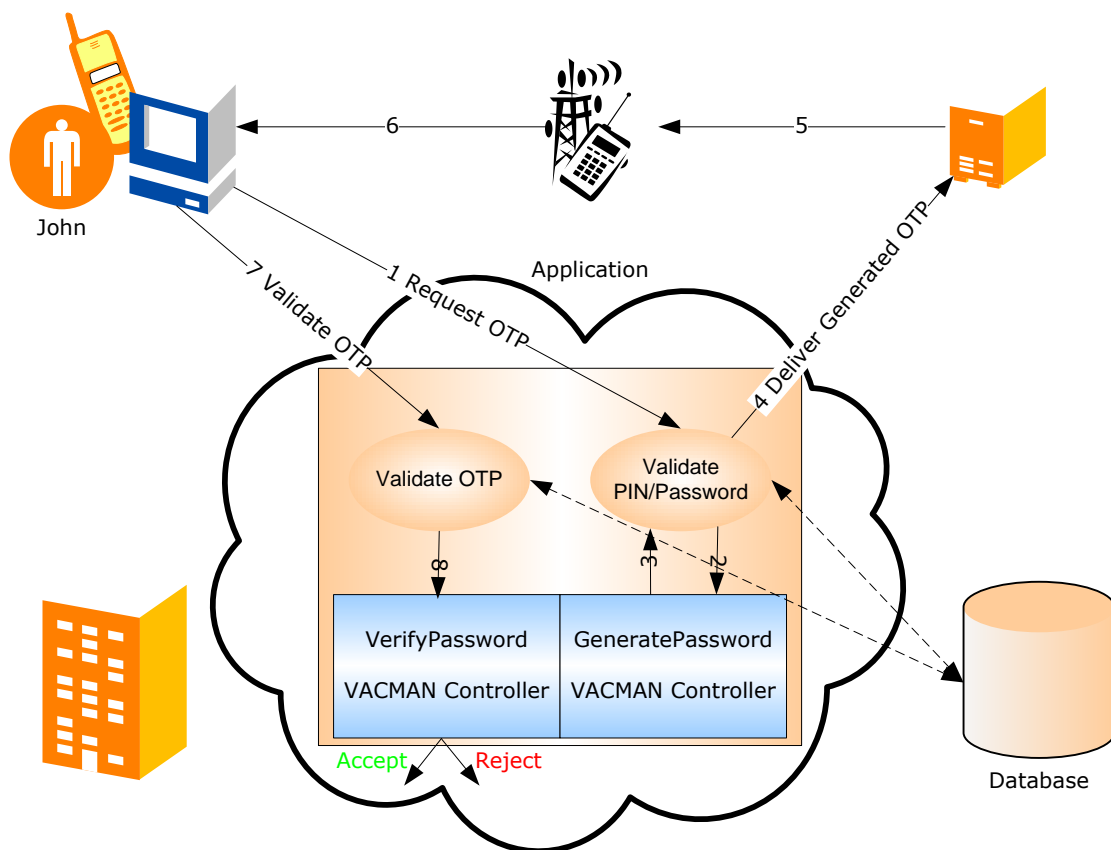 6
5
John
Application
7 Validate OTP
1 Request OTP
4 Deliver Generated OTP
Validate OTP
Validate
PIN/Password
8
3
2
VerifyPassword
VACMAN Controller
GeneratePassword
VACMAN Controller
Accept
Reject
Database